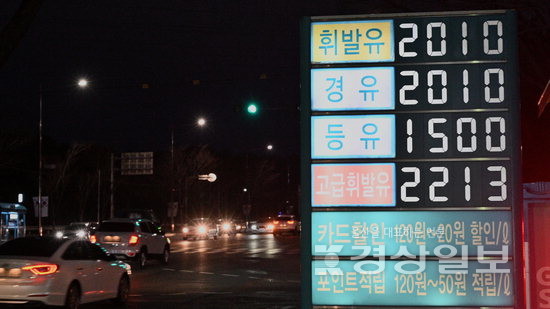 휘발유 2010
경유 2010
등유 1500
고급휘발유 2213
카드할인 120원~90원 할인/ℓ
경상일보
포인트적립 120원~50원 적립/ℓ